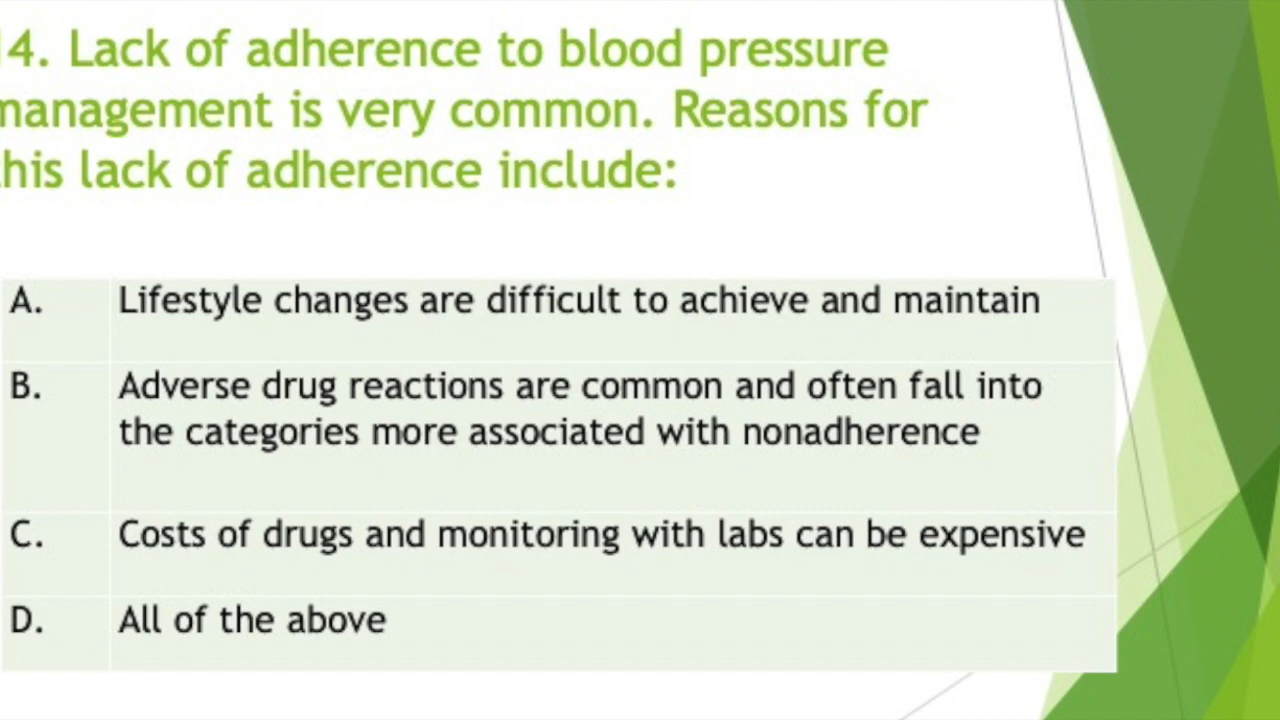 14. Lack of adherence to blood pressure
management is very common. Reasons for
this lack of adherence include:
A. Lifestyle changes are difficult to achieve and maintain
B. Adverse drug reactions are common and often fall into
the categories more associated with nonadherence
C. Costs of drugs and monitoring with labs can be expensive
D. All of the above